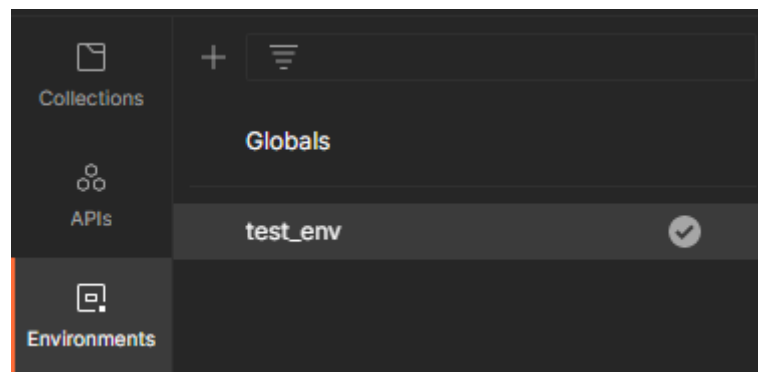 Collections
Globals
APIs
test_env
Environments